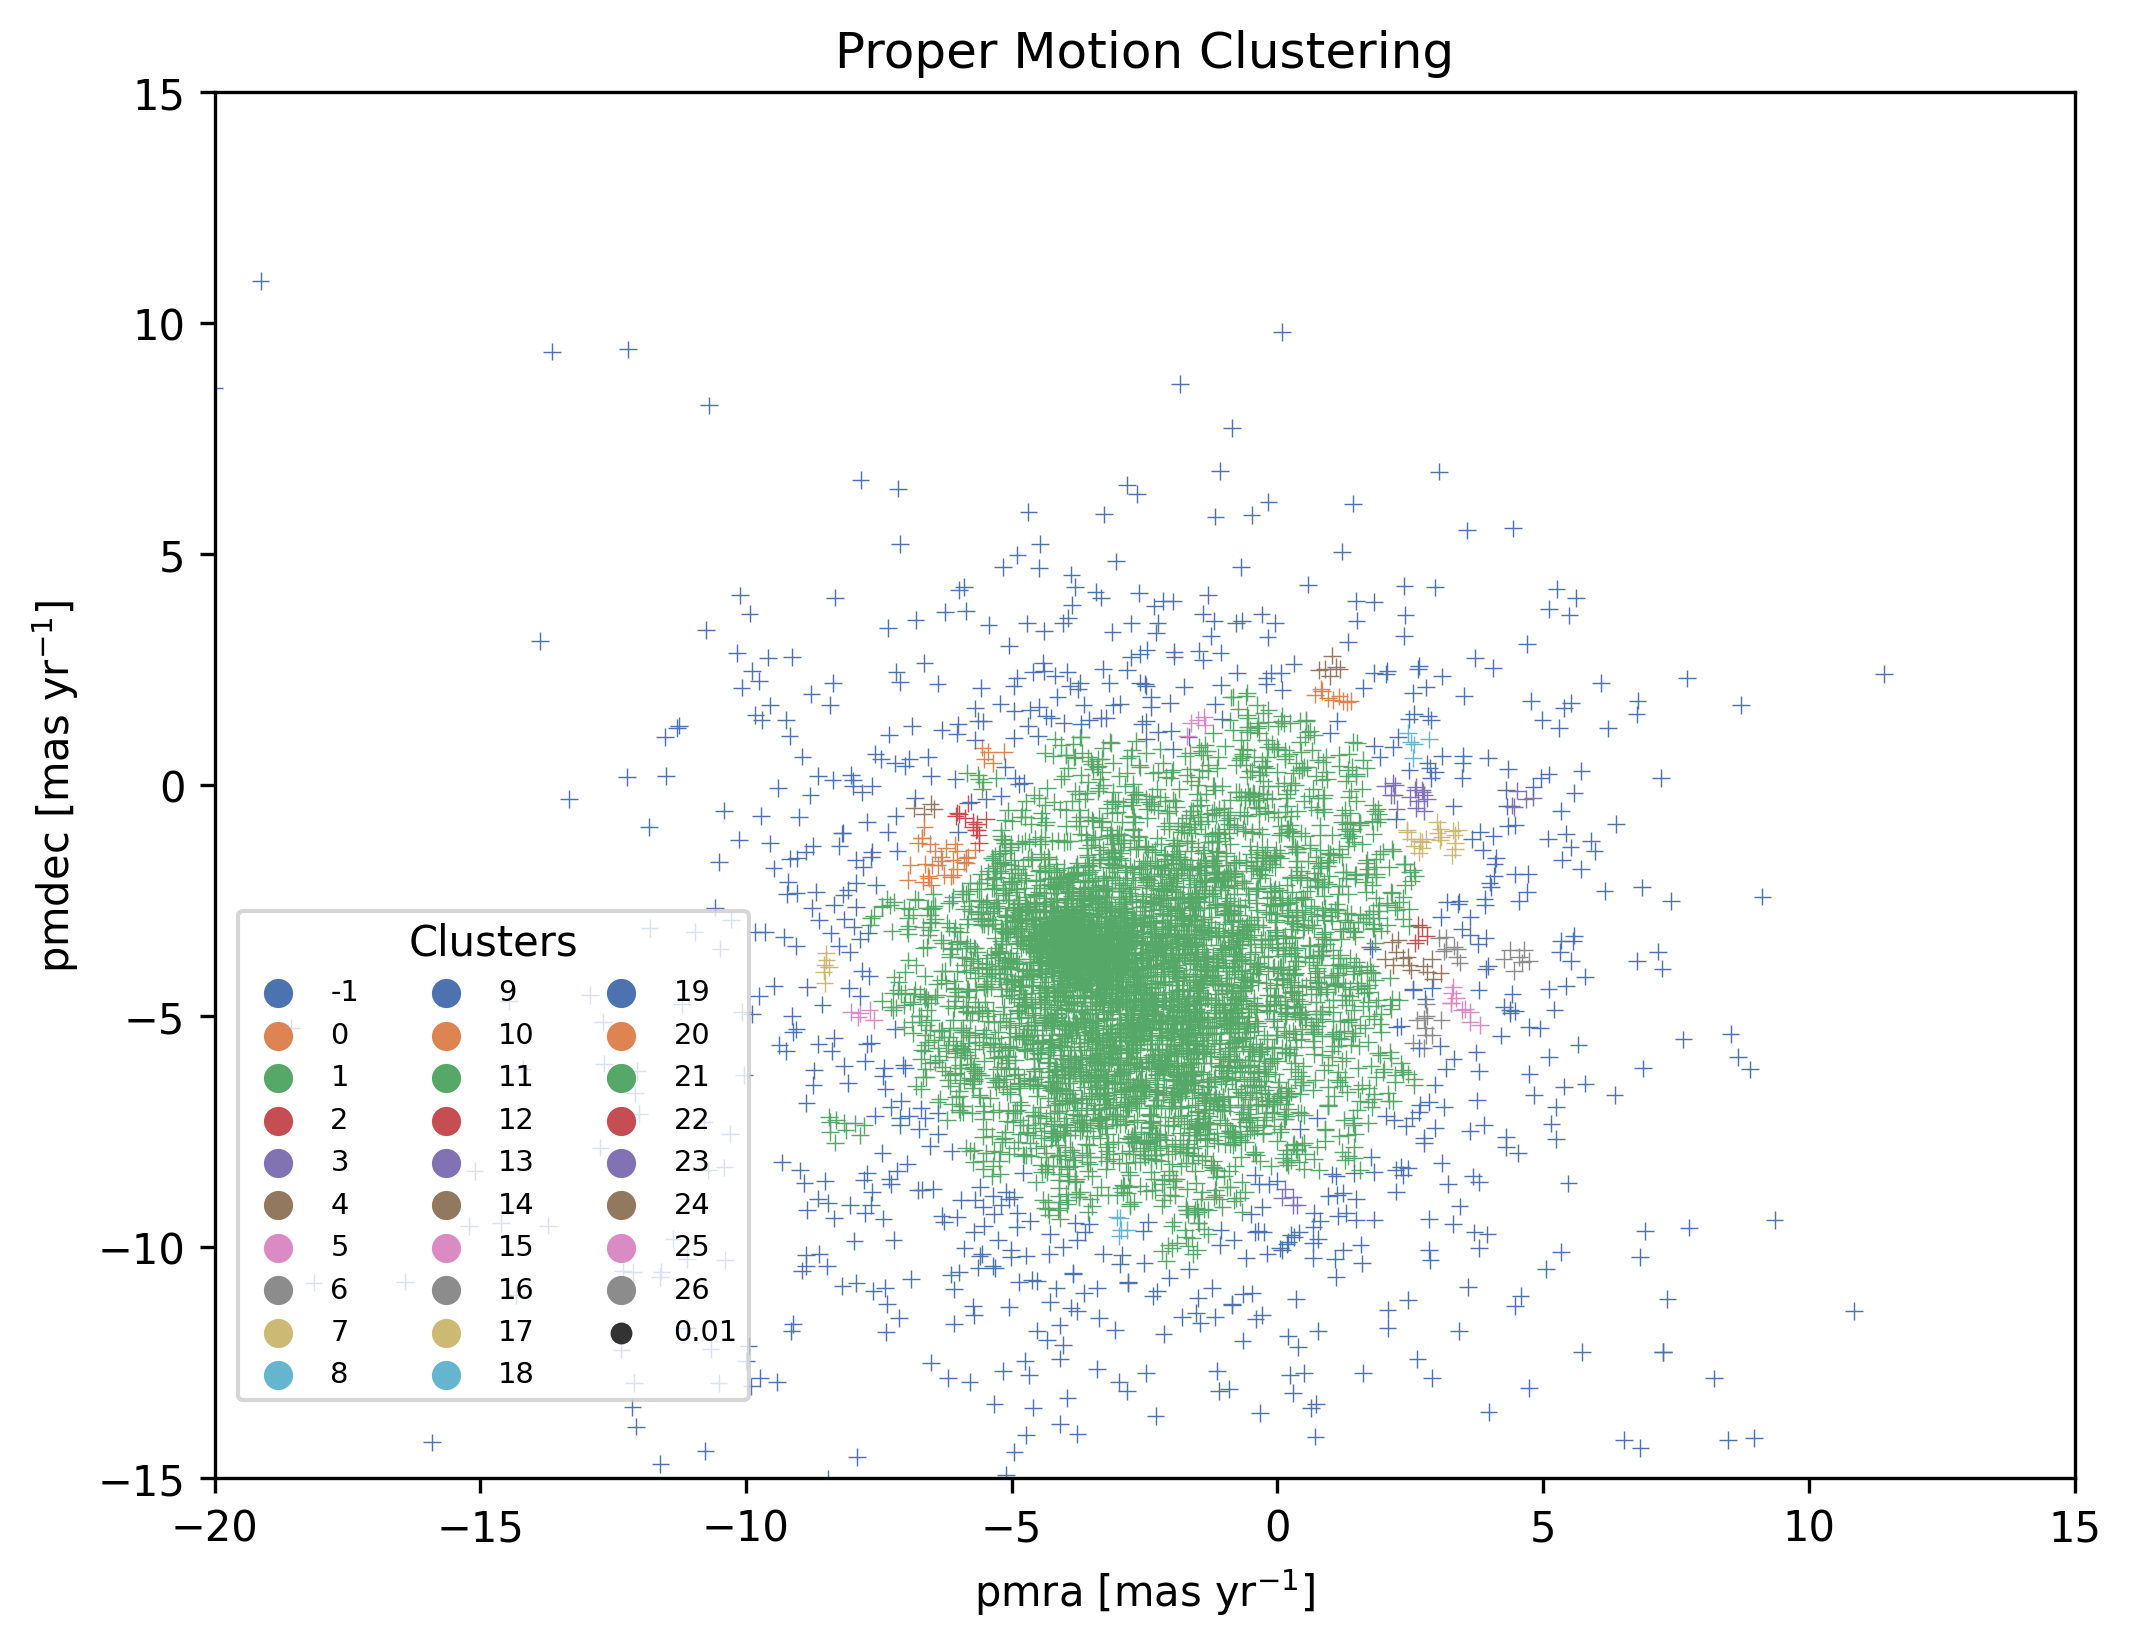 Proper Motion Clustering
15
10
5
0
−5
−10
−15
pmdec [mas yr⁻¹]
Clusters
-1 9 19
0 10 20
1 11 21
2 12 22
3 13 23
4 14 24
5 15 25
6 16 26
7 17 0.01
8 18
−20 −15 −10 −5 0 5 10 15
pmra [mas yr⁻¹]